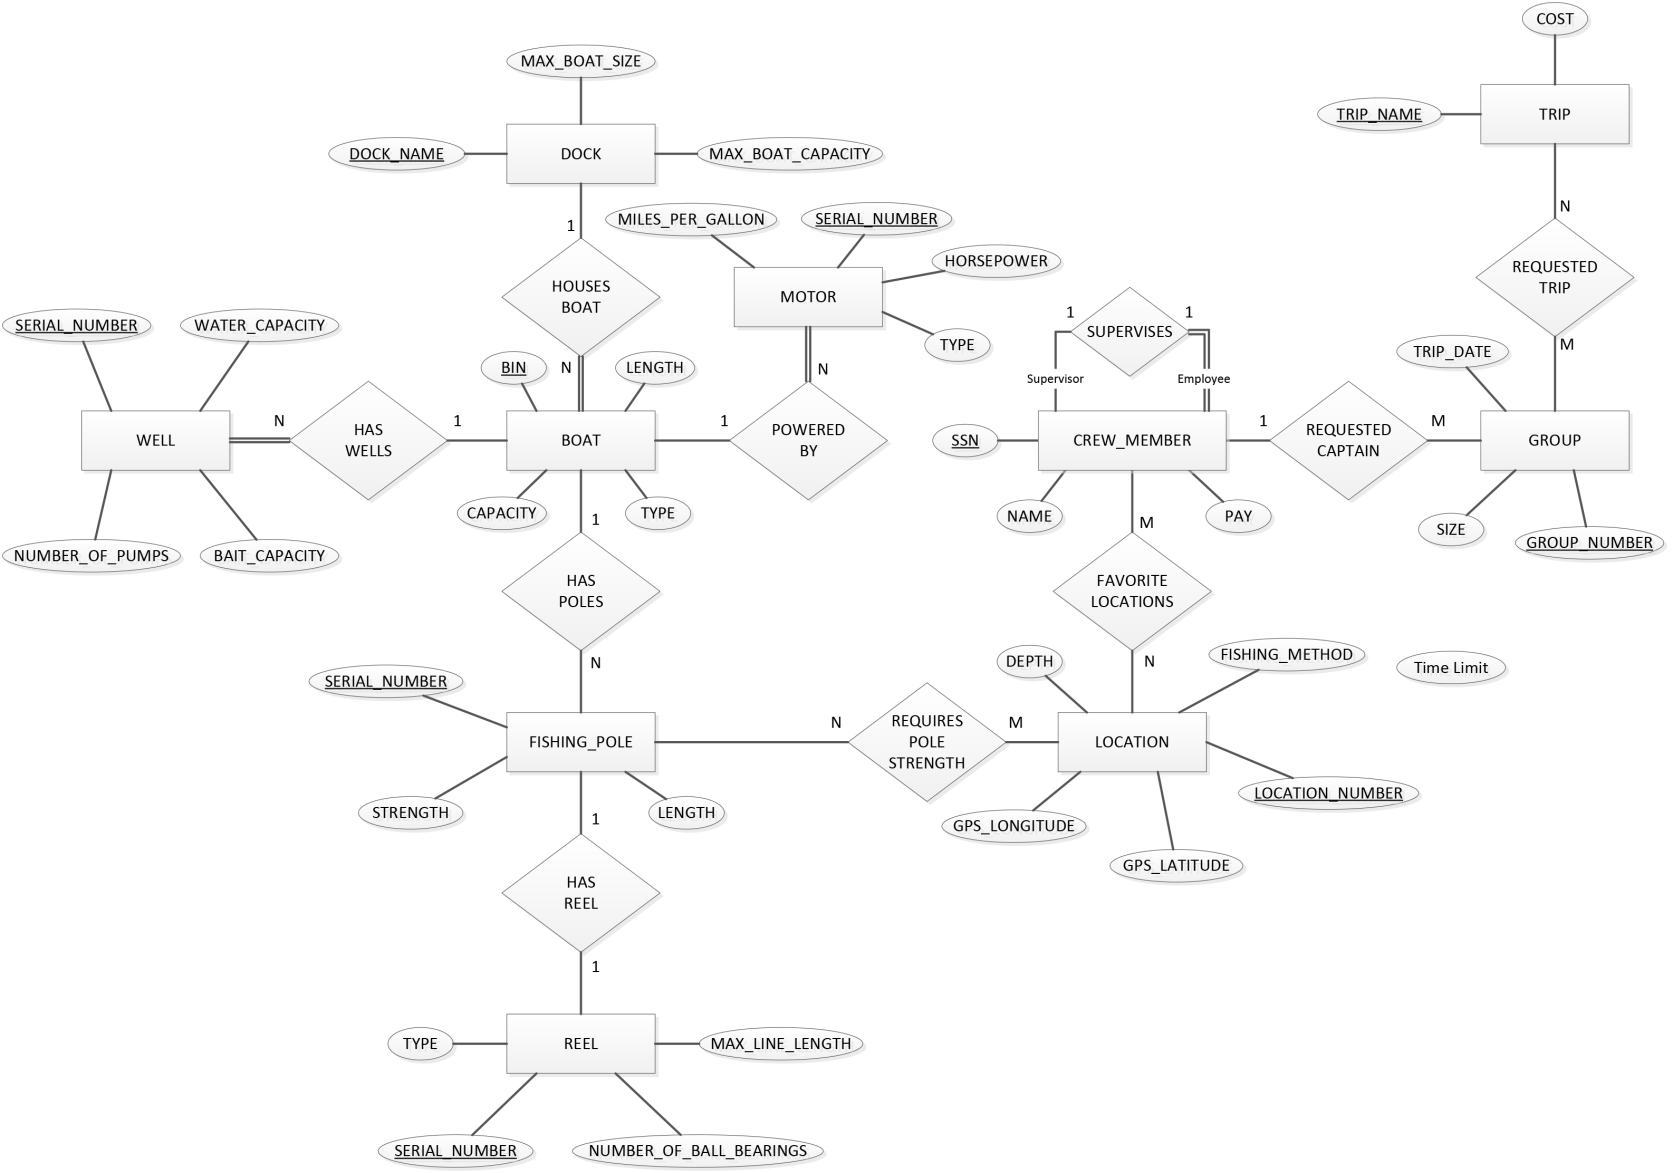 COST
MAX_BOAT_SIZE
TRIP_NAME
TRIP
DOCK_NAME
DOCK
MAX_BOAT_CAPACITY
N
1
MILES_PER_GALLON
SERIAL_NUMBER
HORSEPOWER
REQUESTED
TRIP
HOUSES
BOAT
MOTOR
1
1
SUPERVISES
SERIAL_NUMBER
WATER_CAPACITY
TYPE
M
TRIP_DATE
BIN
N
LENGTH
N
Supervisor
Employee
N
1
1
1
M
WELL
HAS
WELLS
BOAT
POWERED
BY
SSN
CREW_MEMBER
REQUESTED
CAPTAIN
GROUP
CAPACITY
TYPE
NAME
PAY
SIZE
GROUP_NUMBER
NUMBER_OF_PUMPS
BAIT_CAPACITY
1
M
HAS
POLES
FAVORITE
LOCATIONS
N
N
DEPTH
FISHING_METHOD
Time Limit
SERIAL_NUMBER
N
M
FISHING_POLE
REQUIRES
POLE
STRENGTH
LOCATION
LOCATION_NUMBER
STRENGTH
LENGTH
1
GPS_LONGITUDE
GPS_LATITUDE
HAS
REEL
1
TYPE
REEL
MAX_LINE_LENGTH
SERIAL_NUMBER
NUMBER_OF_BALL_BEARINGS